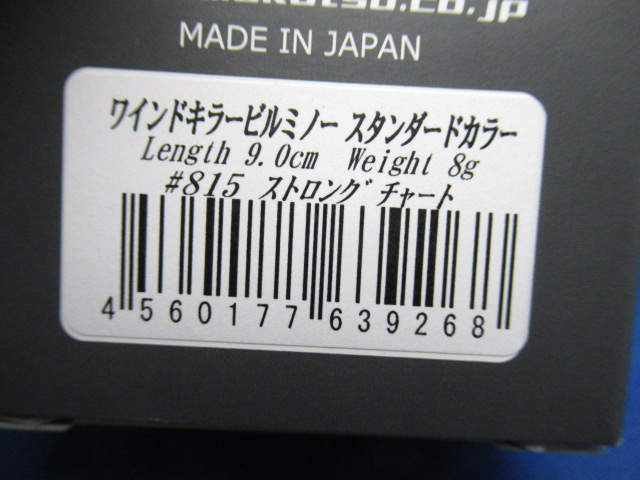 MADE IN JAPAN
ワインドキラービルミノー スタンダードカラー
Length 9.0cm Weight 8g
#815 ストロング チャート
4 560177 639268